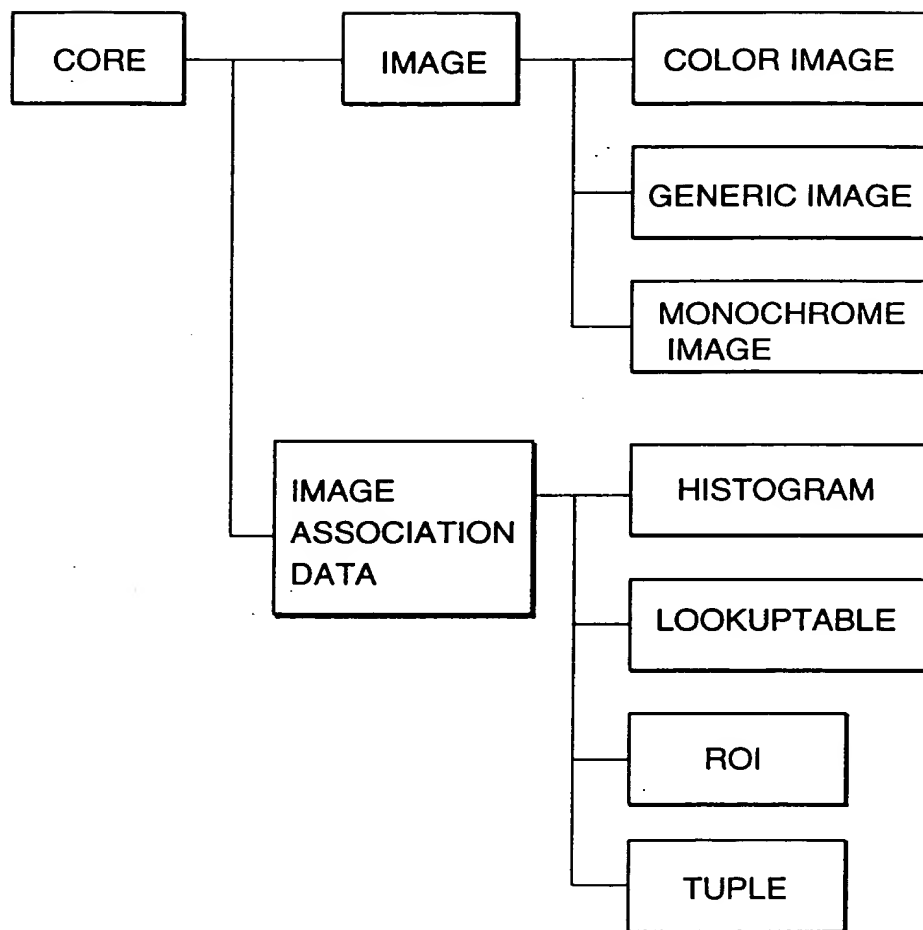 CORE
IMAGE
COLOR IMAGE
GENERIC IMAGE
MONOCHROME
IMAGE
IMAGE
ASSOCIATION
DATA
HISTOGRAM
LOOKUPTABLE
ROI
TUPLE